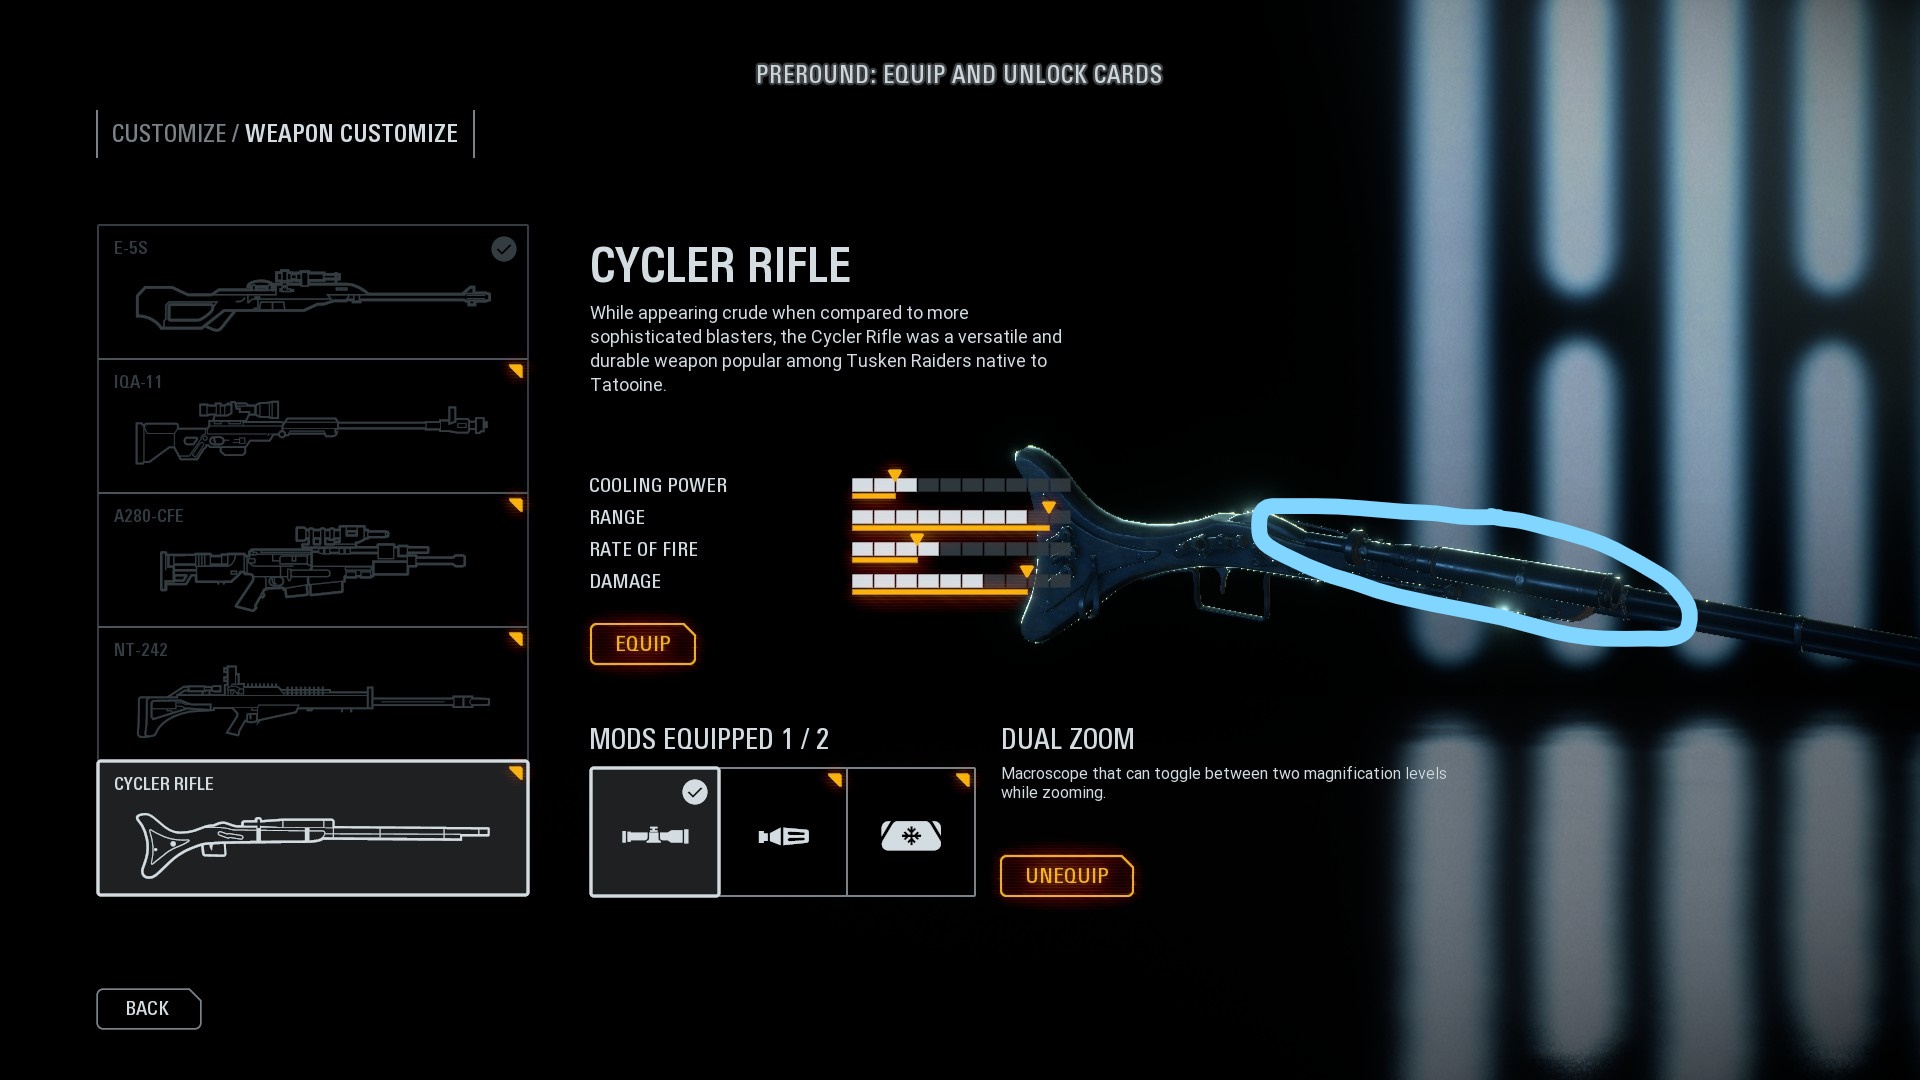 PREROUND: EQUIP AND UNLOCK CARDS
CUSTOMIZE / WEAPON CUSTOMIZE
E-5S
IQA-11
A280-CFE
NT-242
CYCLER RIFLE
CYCLER RIFLE
While appearing crude when compared to more
sophisticated blasters, the Cycler Rifle was a versatile and
durable weapon popular among Tusken Raiders native to
Tatooine.
COOLING POWER
RANGE
RATE OF FIRE
DAMAGE
EQUIP
MODS EQUIPPED 1 / 2
DUAL ZOOM
Macroscope that can toggle between two magnification levels
while zooming.
UNEQUIP
BACK